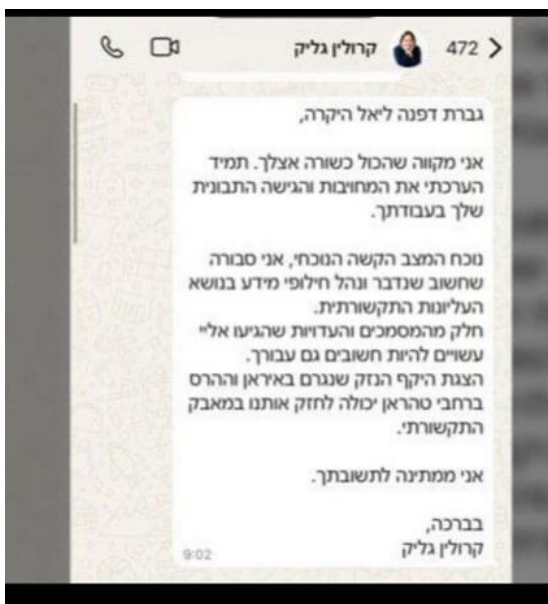 472 קרולין גליק
גברת דפנה ליאל היקרה,
אני מקווה שהכול כשורה אצלך. תמיד
הערכתי את המחויבות והגישה התבונית
שלך בעבודתך.
נוכח המצב הקשה הנוכחי, אני סבורה
שחשוב שנדבר ונהל חילופי מידע בנושא
העליונות התקשורתית.
חלק מהמסמכים והעדויות שהגיעו אליי
עשויים להיות חשובים גם עבורך.
הצגת היקף הנזק שנגרם באיראן וההרס
ברחבי טהראן יכולה לחזק אותנו במאבק
התקשורתי.
אני ממתינה לתשובתך.
בברכה,
קרולין גליק
9:02